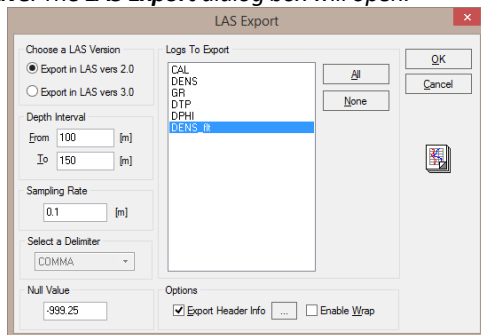 LAS Export dialog box will open.
LAS Export
Choose a LAS Version
Export in LAS vers 2.0
Export in LAS vers 3.0
Depth Interval
From 100 [m]
To 150 [m]
Sampling Rate
0.1 [m]
Select a Delimiter
COMMA
Null Value
-999.25
Logs To Export
CAL
DENS
GR
DTP
DPHI
DENS_flt
All
None
Options
Export Header Info ... Enable Wrap
OK
Cancel